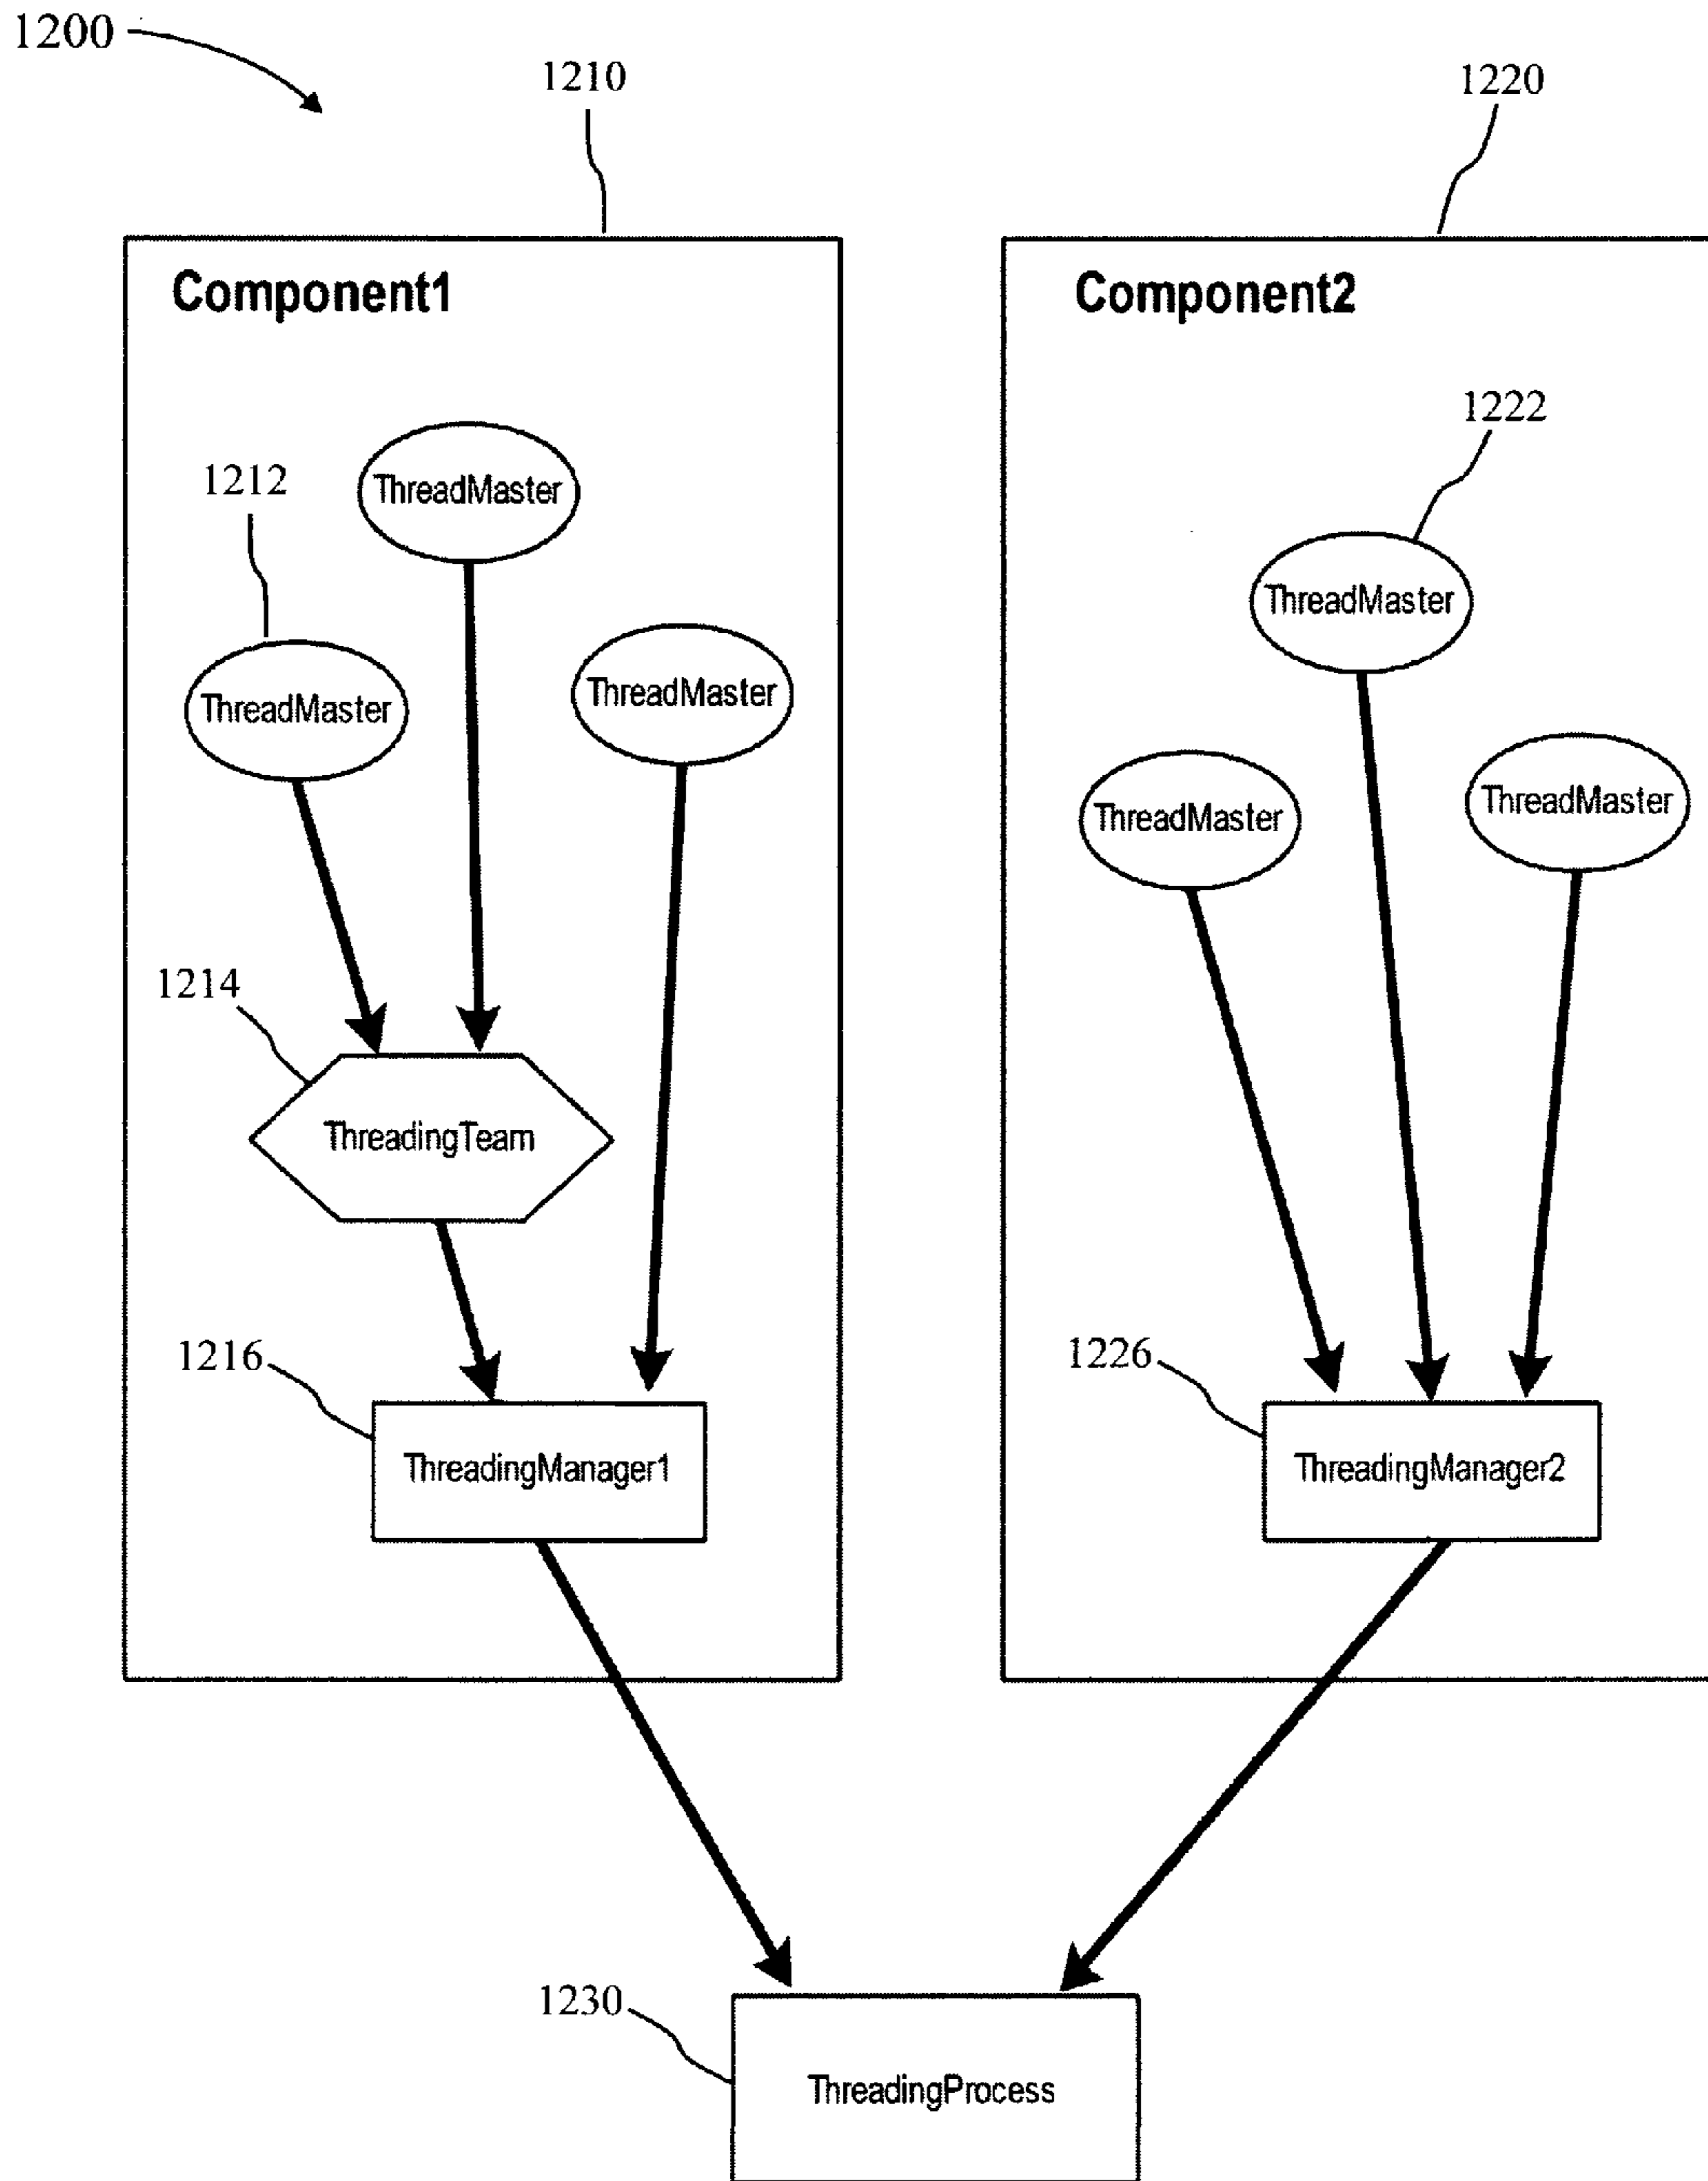 1200
1210
1220
Component1
Component2
1222
1212
ThreadMaster
ThreadMaster
ThreadMaster
ThreadMaster
ThreadMaster
ThreadMaster
1214
ThreadingTeam
1216
1226
ThreadingManager1
ThreadingManager2
1230
ThreadingProcess